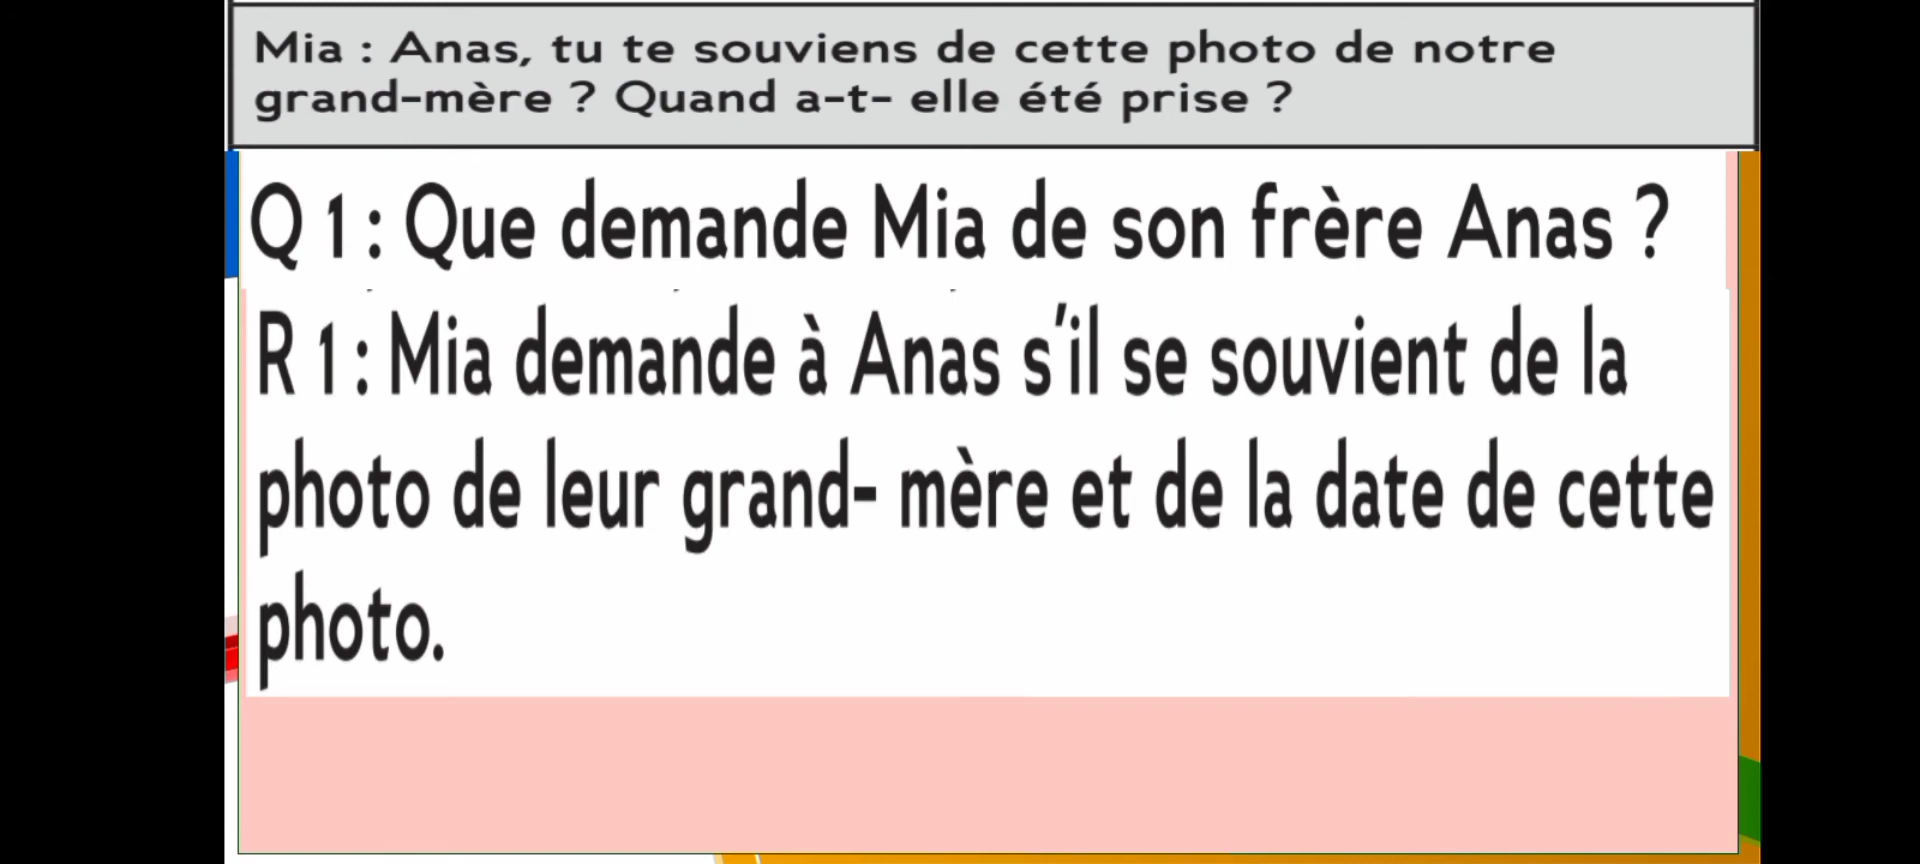 Mia : Anas, tu te souviens de cette photo de notre
grand-mère ? Quand a-t- elle été prise ?
Q 1 : Que demande Mia de son frère Anas ?
R 1 : Mia demande à Anas s'il se souvient de la
photo de leur grand- mère et de la date de cette
photo.